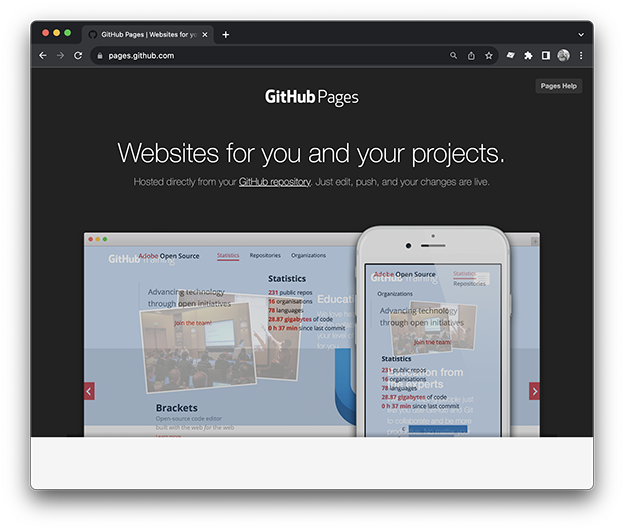 GitHub Pages | Websites for yo
pages.github.com
Pages Help
GitHub Pages
Websites for you and your projects.
Hosted directly from your GitHub repository. Just edit, push, and your changes are live.
GitHub Training
Adobe Open Source
Statistics
Repositories
Organizations
Advancing technology
through open initiatives
Join the team!
Statistics
231 public repos
16 organisations
78 languages
28.87 gigabytes of code
0 h 37 min since last commit
Brackets
Open-source code editor
built with the web for the web
Adobe Open Source
Statistics
Repositories
Organizations
Advancing technology
through open initiatives
Join the team!
Statistics
231 public repos
16 organisations
78 languages
28.87 gigabytes of code
0 h 37 min since last commit